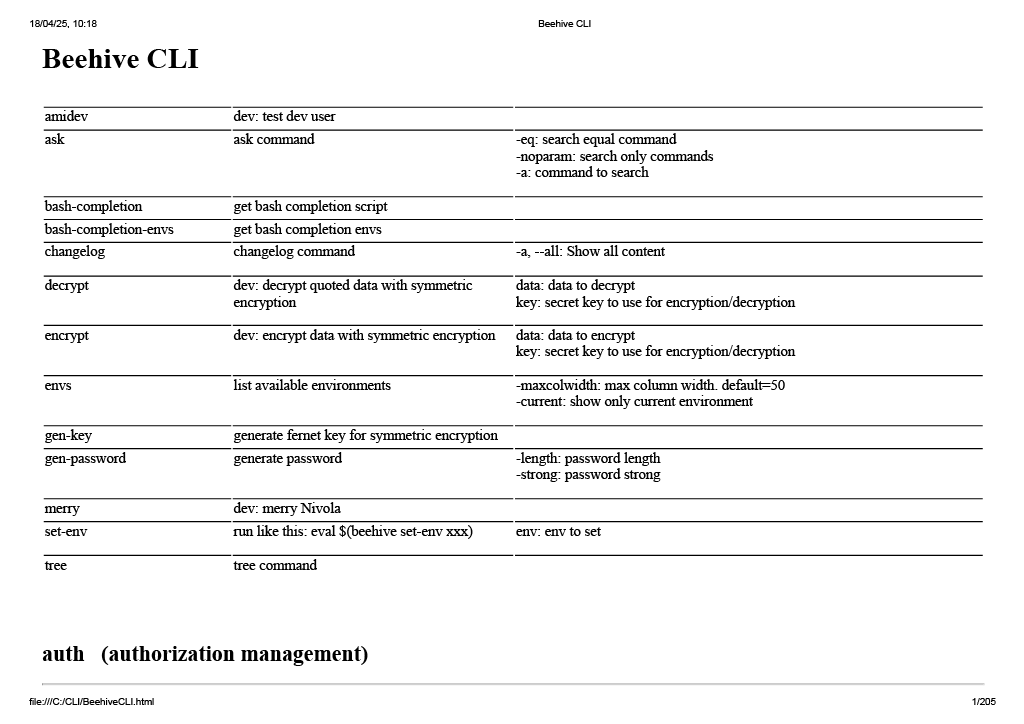 18/04/25, 10:18 Beehive CLI
Beehive CLI
amidev dev: test dev user
ask ask command -eq: search equal command
-noparam: search only commands
-a: command to search
bash-completion get bash completion script
bash-completion-envs get bash completion envs
changelog changelog command -a, --all: Show all content
decrypt dev: decrypt quoted data with symmetric data: data to decrypt
encryption key: secret key to use for encryption/decryption
encrypt dev: encrypt data with symmetric encryption data: data to encrypt
key: secret key to use for encryption/decryption
envs list available environments -maxcolwidth: max column width. default=50
-current: show only current environment
gen-key generate fernet key for symmetric encryption
gen-password generate password -length: password length
-strong: password strong
merry dev: merry Nivola
set-env run like this: eval $(beehive set-env xxx) env: env to set
tree tree command
auth (authorization management)
file:///C:/CLI/BeehiveCLI.html 1/205